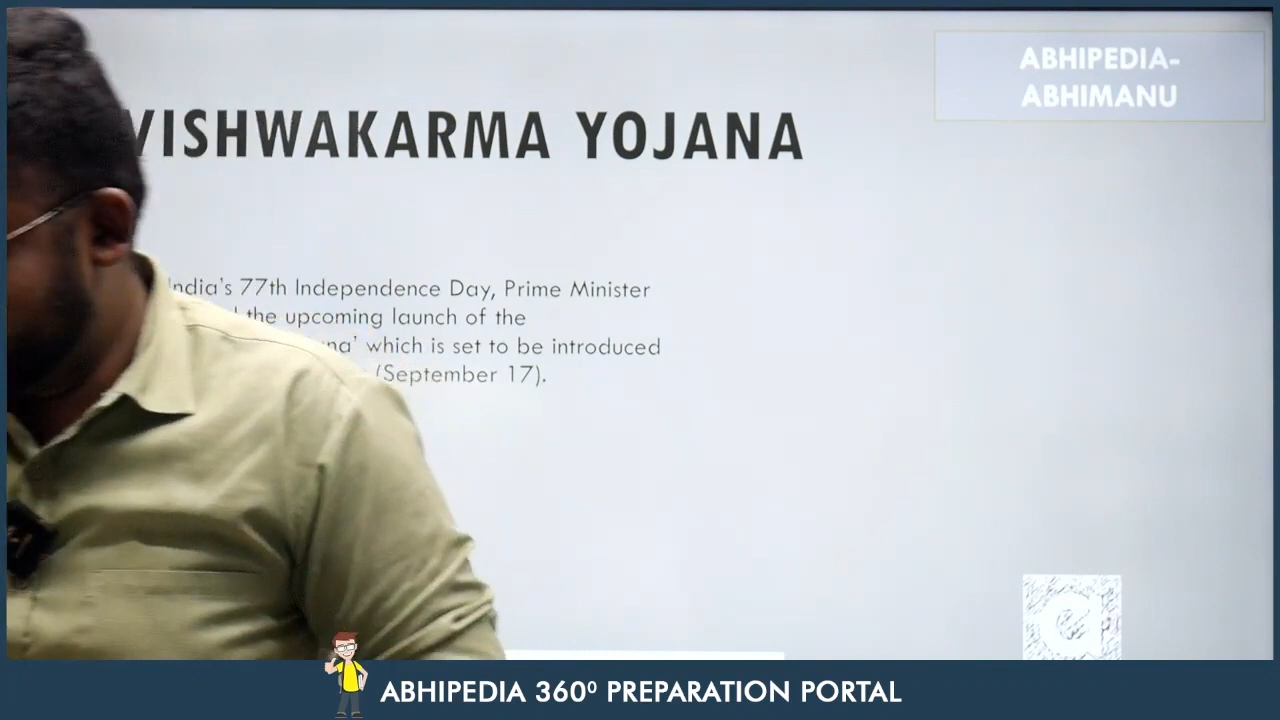 ABHIPEDIA-
ABHIMANU
VISHWAKARMA YOJANA
India's 77th Independence Day, Prime Minister
the upcoming launch of the
which is set to be introduced
(September 17).
ABHIPEDIA 360⁰ PREPARATION PORTAL